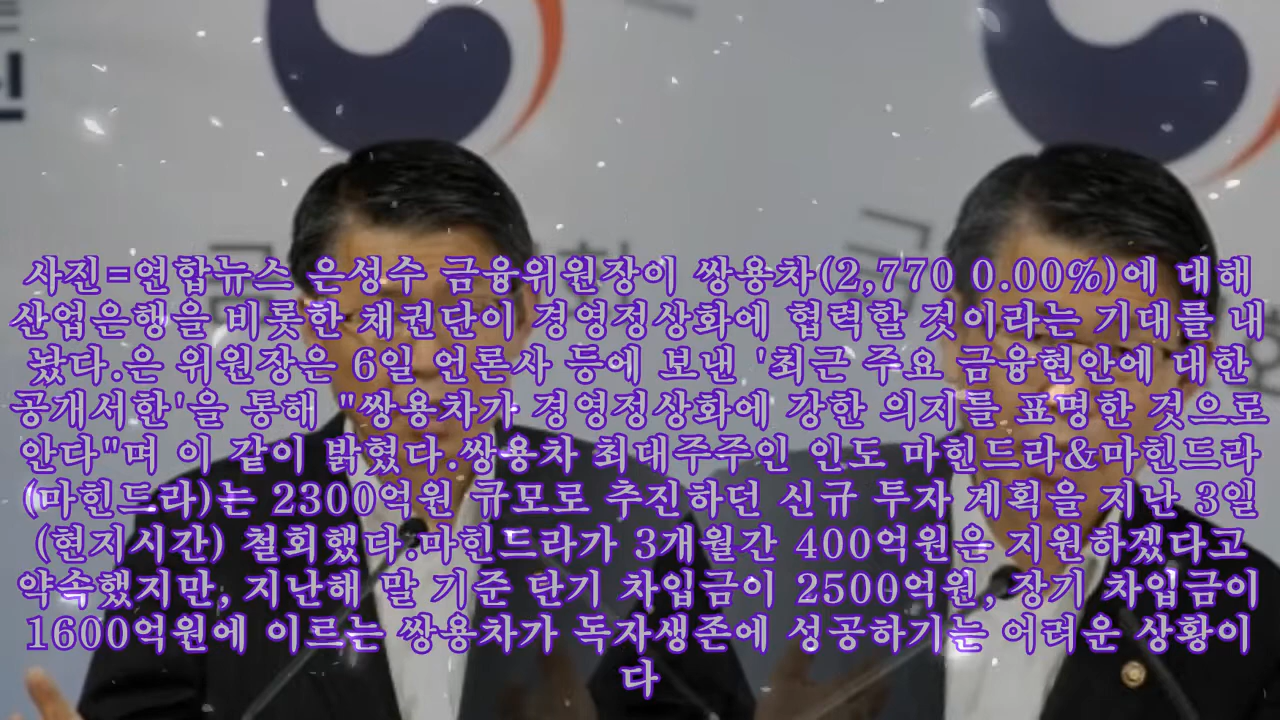 사진=연합뉴스 은성수 금융위원장이 쌍용차(2,770 0.00%)에 대해
산업은행을 비롯한 채권단이 경영정상화에 협력할 것이라는 기대를 내
놨다.은 위원장은 6일 언론사 등에 보낸 '최근 주요 금융현안에 대한
공개서한'을 통해 "쌍용차가 경영정상화에 강한 의지를 표명한 것으로
안다"며 이 같이 밝혔다.쌍용차 최대주주인 인도 마힌드라&마힌드라
(마힌드라)는 2300억원 규모로 추진하던 신규 투자 계획을 지난 3일
(현지시간) 철회했다.마힌드라가 3개월간 400억원은 지원하겠다고
약속했지만, 지난해 말 기준 단기 차입금이 2500억원, 장기 차입금이
1600억원에 이르는 쌍용차가 독자생존에 성공하기는 어려운 상황이
다